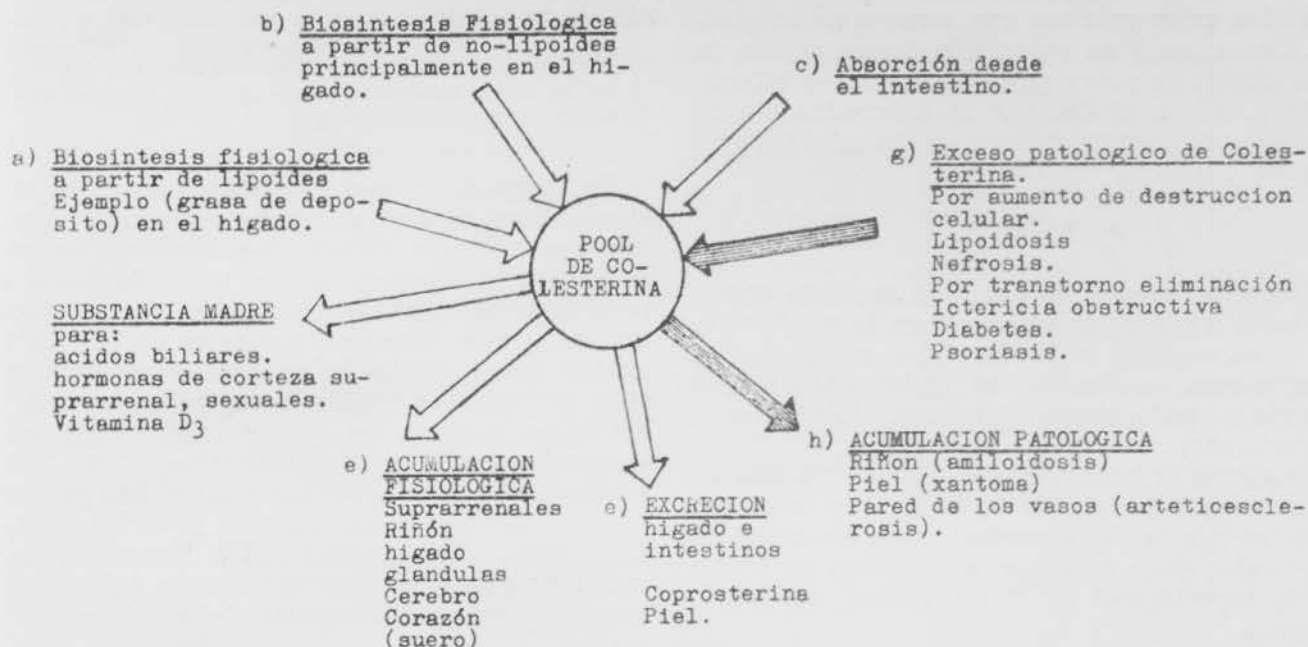 b) Biosintesis Fisiologica
a partir de no-lipoides
principalmente en el hi-
gado.
c) Absorción desde
el intestino.
a) Biosintesis fisiologica
a partir de lipoides
Ejemplo (grasa de depo-
sito) en el higado.
g) Exceso patologico de Coles-
terina.
Por aumento de destruccion
celular.
Lipoidosis
Nefrosis.
Por transtorno eliminación
Ictericia obstructiva
Diabetes.
Psoriasis.
POOL
DE CO-
LESTERINA
SUBSTANCIA MADRE
para:
acidos biliares.
hormonas de corteza su-
prarrenal, sexuales.
Vitamina D3
e) ACUMULACION
FISIOLOGICA
Suprarrenales
Riñón
higado
glandulas
Cerebro
Corazón
(suero)
e) EXCRECION
higado e
intestinos
Coprosterina
Piel.
h) ACUMULACION PATOLOGICA
Riñon (amiloidosis)
Piel (xantoma)
Pared de los vasos (arteticescle-
rosis).